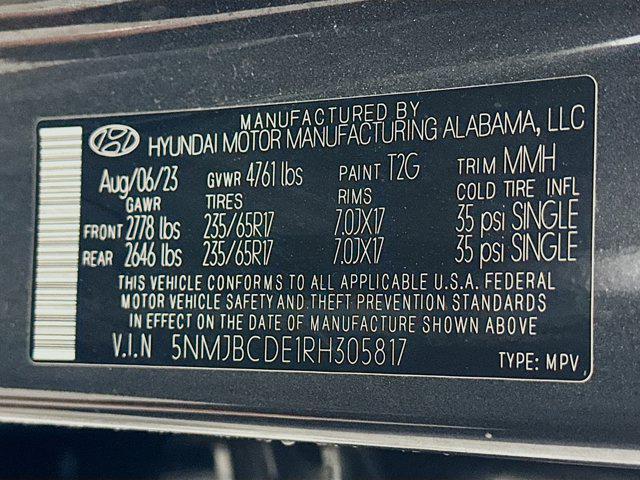 MANUFACTURED BY
HYUNDAI MOTOR MANUFACTURING ALABAMA, LLC
Aug/06/23 GVWR 4761 lbs PAINT T2G TRIM MMH
GAWR TIRES RIMS COLD TIRE INFL
FRONT 2778 lbs 235/65R17 7.0JX17 35 psi SINGLE
REAR 2646 lbs 235/65R17 7.0JX17 35 psi SINGLE
THIS VEHICLE CONFORMS TO ALL APPLICABLE U.S.A. FEDERAL
MOTOR VEHICLE SAFETY AND THEFT PREVENTION STANDARDS
IN EFFECT ON THE DATE OF MANUFACTURE SHOWN ABOVE
V.I.N 5NMJBCDE1RH305817 TYPE: MPV